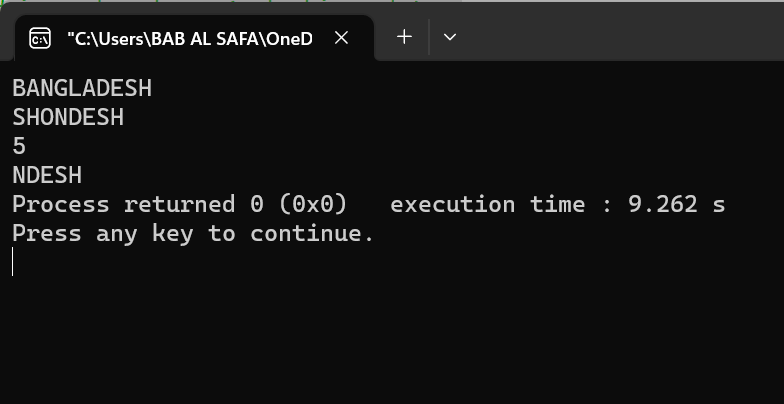 "C:\Users\BAB AL SAFA\OneD
BANGLADESH
SHONDESH
5
NDESH
Process returned 0 (0x0)   execution time : 9.262 s
Press any key to continue.